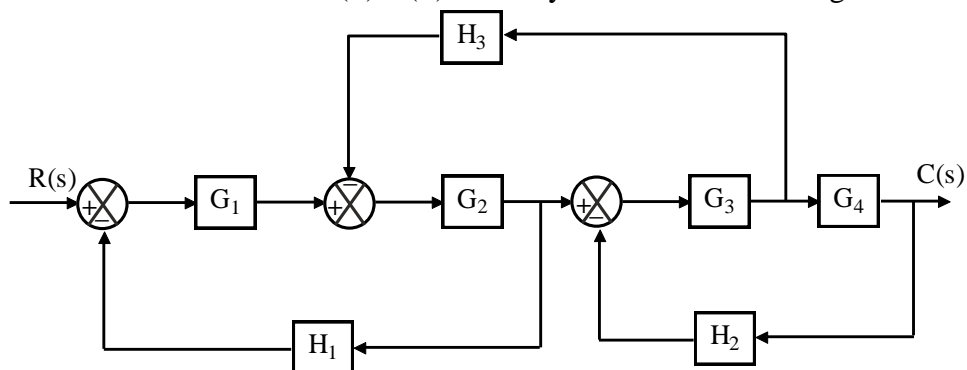 H₃
R(s)
C(s)
+
−
G₁
+
−
G₂
+
−
G₃
G₄
H₁
H₂